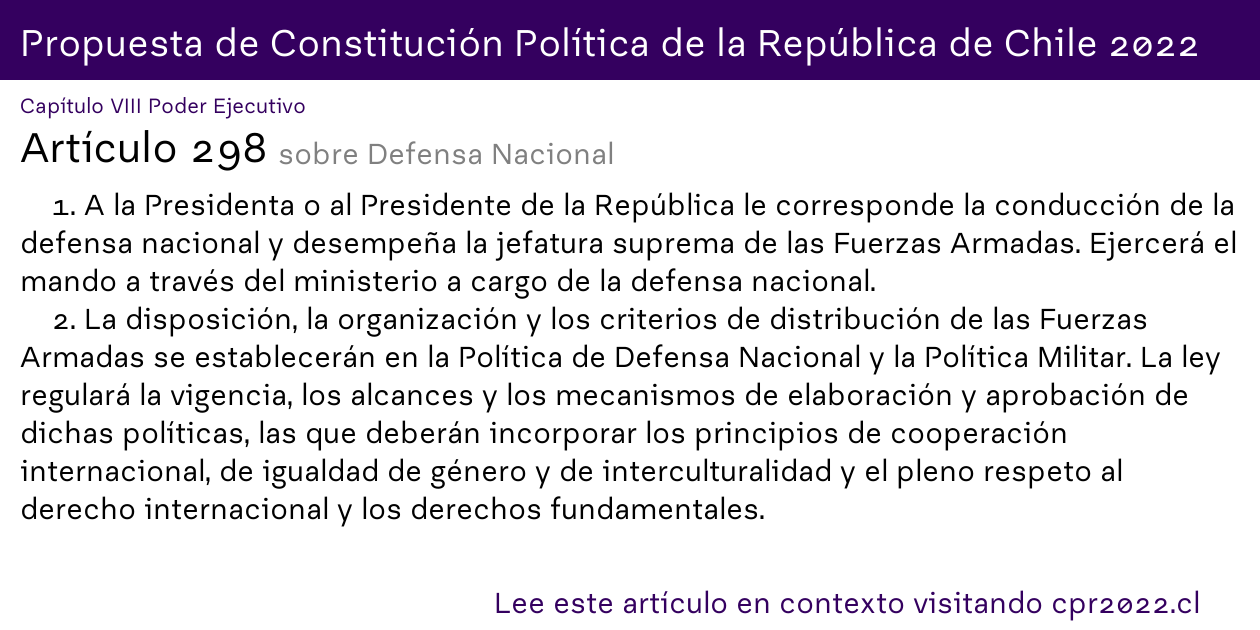 Propuesta de Constitución Política de la República de Chile 2022
Capítulo VIII Poder Ejecutivo
Artículo 298 sobre Defensa Nacional
1. A la Presidenta o al Presidente de la República le corresponde la conducción de la
defensa nacional y desempeña la jefatura suprema de las Fuerzas Armadas. Ejercerá el
mando a través del ministerio a cargo de la defensa nacional.
2. La disposición, la organización y los criterios de distribución de las Fuerzas
Armadas se establecerán en la Política de Defensa Nacional y la Política Militar. La ley
regulará la vigencia, los alcances y los mecanismos de elaboración y aprobación de
dichas políticas, las que deberán incorporar los principios de cooperación
internacional, de igualdad de género y de interculturalidad y el pleno respeto al
derecho internacional y los derechos fundamentales.
Lee este artículo en contexto visitando cpr2022.cl